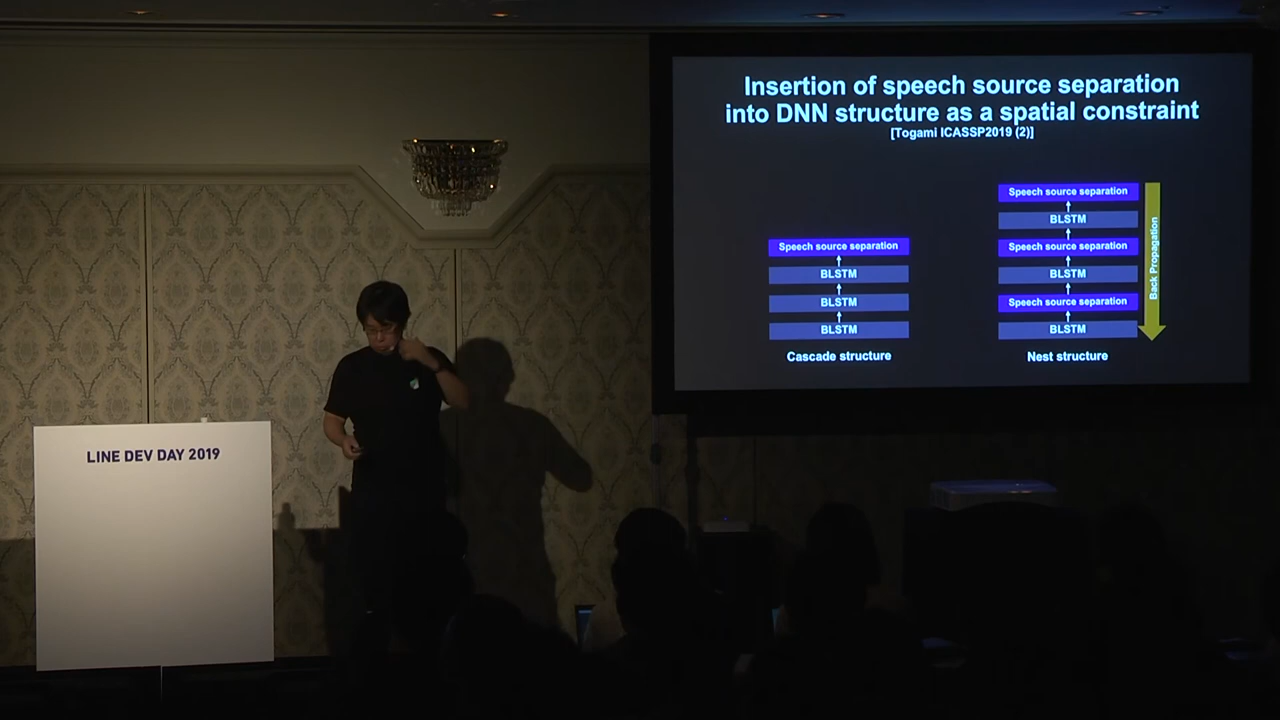 LINE DEV DAY 2019
Insertion of speech source separation
into DNN structure as a spatial constraint
[Togami ICASSP2019 (2)]
Speech source separation
BLSTM
BLSTM
BLSTM
Cascade structure
Speech source separation
BLSTM
Speech source separation
BLSTM
Speech source separation
BLSTM
Nest structure
Back Propagation